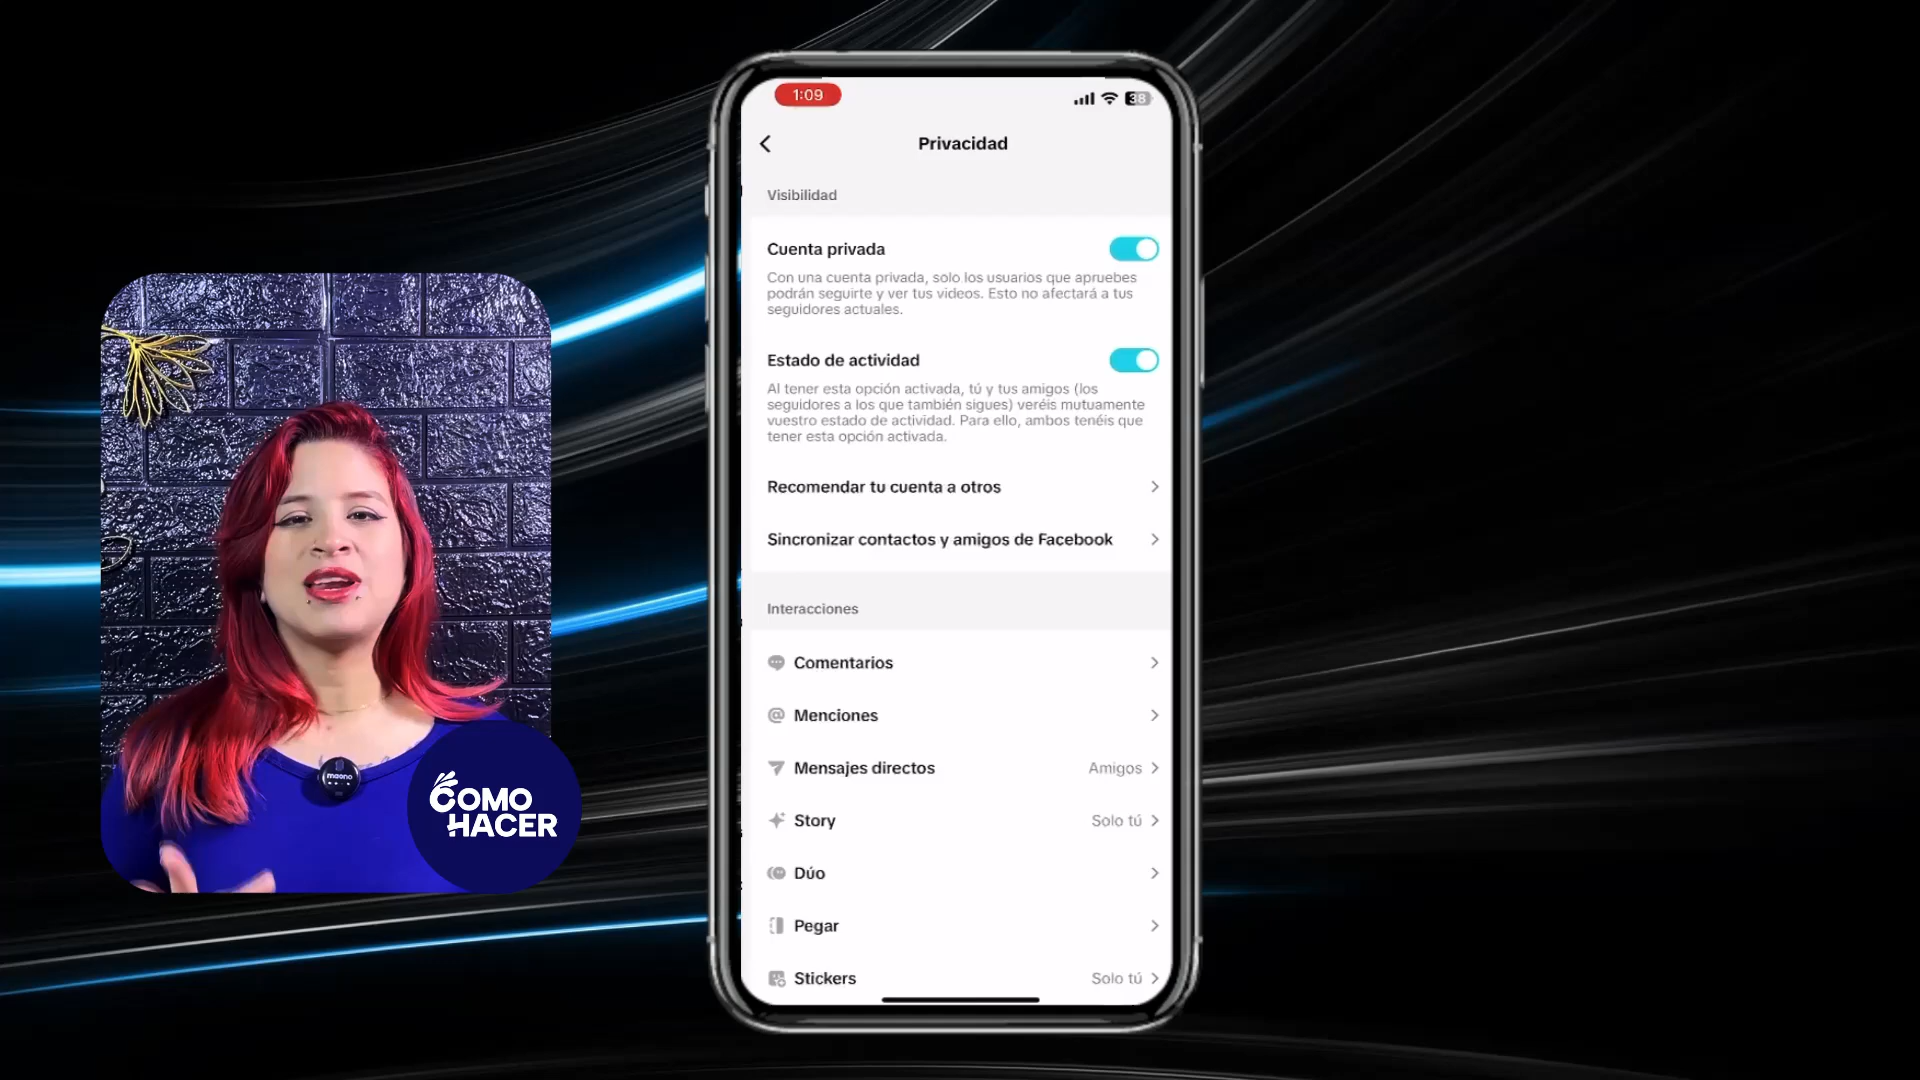 1:09
38
Privacidad
Visibilidad
Cuenta privada
Con una cuenta privada, solo los usuarios que apruebes
podrán seguirte y ver tus videos. Esto no afectará a tus
seguidores actuales.
Estado de actividad
Al tener esta opción activada, tú y tus amigos (los
seguidores a los que también sigues) veréis mutuamente
vuestro estado de actividad. Para ello, ambos tenéis que
tener esta opción activada.
Recomendar tu cuenta a otros
Sincronizar contactos y amigos de Facebook
Interacciones
Comentarios
Menciones
Mensajes directos Amigos
Story Solo tú
Dúo
Pegar
Stickers Solo tú
maono
COMO
HACER